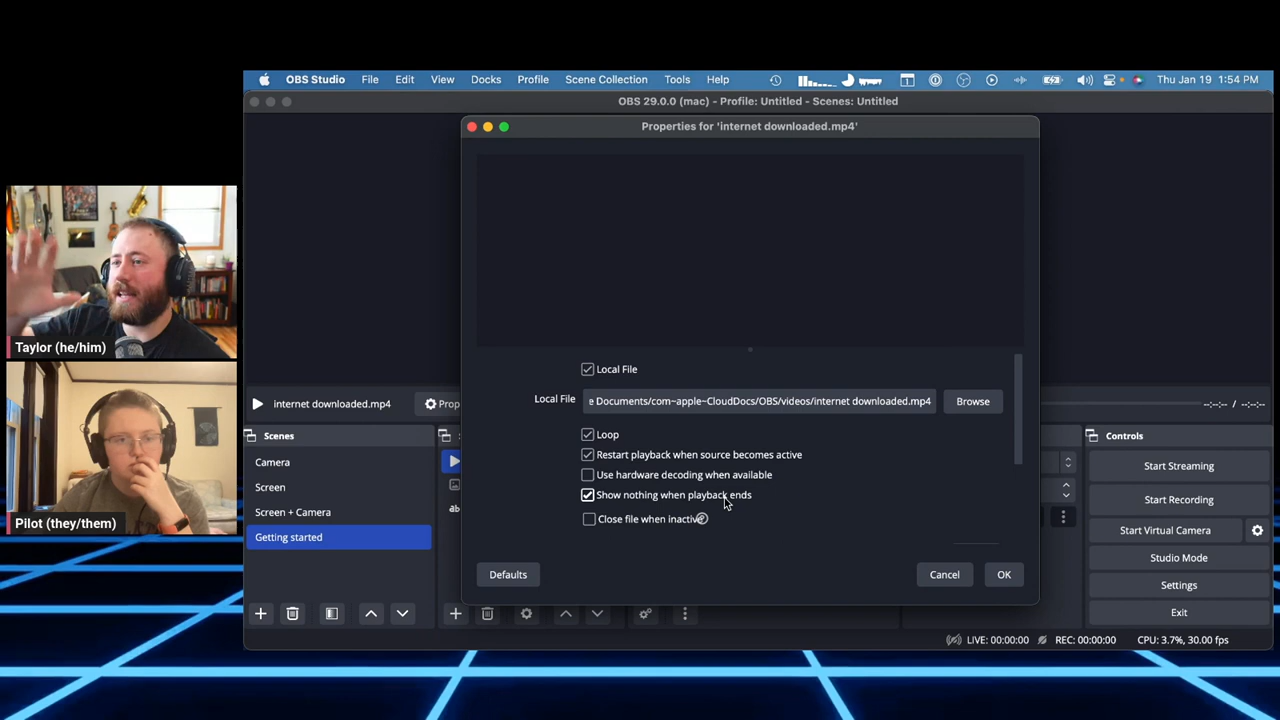 OBS Studio File Edit View Docks Profile Scene Collection Tools Help Thu Jan 19 1:54 PM
OBS 29.0.0 (mac) - Profile: Untitled - Scenes: Untitled
Properties for 'internet downloaded.mp4'
Taylor (he/him)
Pilot (they/them)
Local File
Local File e Documents/com~apple~CloudDocs/OBS/videos/internet downloaded.mp4 Browse
Loop
Restart playback when source becomes active
Use hardware decoding when available
Show nothing when playback ends
Close file when inactive
Defaults Cancel OK
internet downloaded.mp4 Prop --:--:-- / --:--:--
Scenes
Camera
Screen
Screen + Camera
Getting started
S
ab
Controls
Start Streaming
Start Recording
Start Virtual Camera
Studio Mode
Settings
Exit
LIVE: 00:00:00 REC: 00:00:00 CPU: 3.7%, 30.00 fps